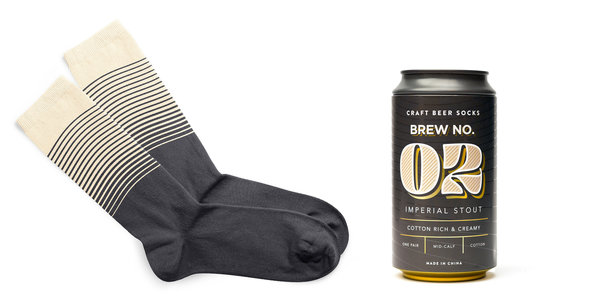 CRAFT BEER SOCKS
BREW NO.
02
IMPERIAL STOUT
COTTON RICH & CREAMY
ONE PAIR MID-CALF COTTON
MADE IN CHINA